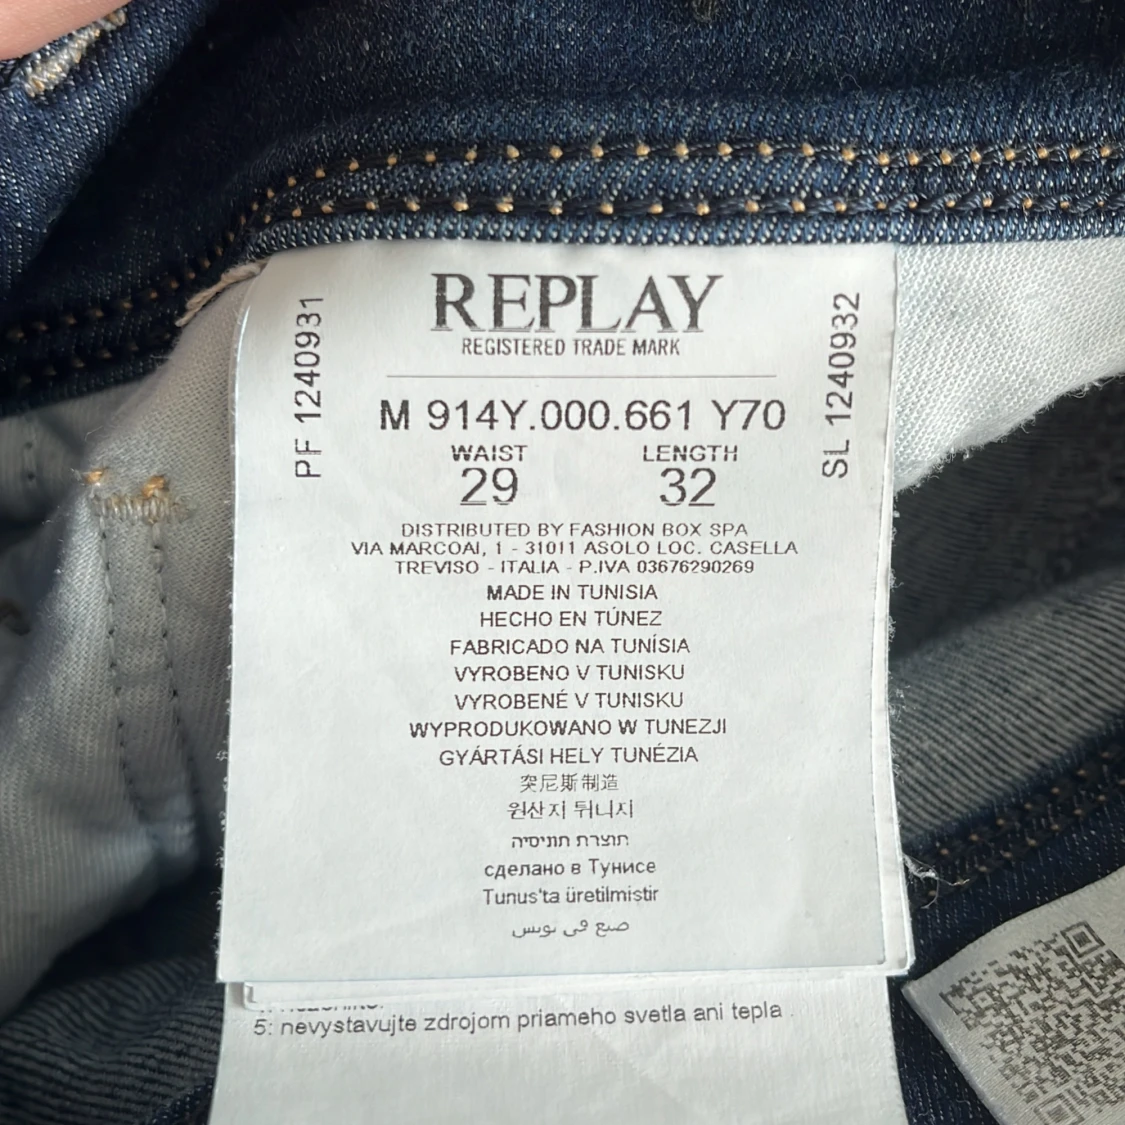 REPLAY
REGISTERED TRADE MARK
PF 1240931
SL 1240932
M 914Y.000.661 Y70
WAIST LENGTH
29 32
DISTRIBUTED BY FASHION BOX SPA
VIA MARCOAI, 1 - 31011 ASOLO LOC. CASELLA
TREVISO - ITALIA - P.IVA 03676290269
MADE IN TUNISIA
HECHO EN TÚNEZ
FABRICADO NA TUNÍSIA
VYROBENO V TUNISKU
VYROBENÉ V TUNISKU
WYPRODUKOWANO W TUNEZJI
GYÁRTÁSI HELY TUNÉZIA
突尼斯制造
원산지 튀니지
תוצרת תוניסיה
сделано в Тунисе
Tunus'ta üretilmistir
صنع في تونس
5: nevystavujte zdrojom priameho svetla ani tepla